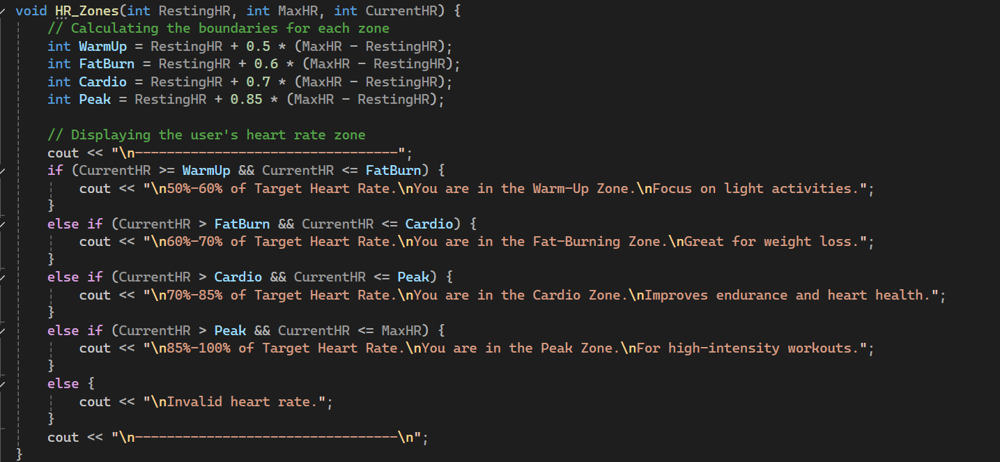 void HR_Zones(int RestingHR, int MaxHR, int CurrentHR) {
    // Calculating the boundaries for each zone
    int WarmUp = RestingHR + 0.5 * (MaxHR - RestingHR);
    int FatBurn = RestingHR + 0.6 * (MaxHR - RestingHR);
    int Cardio = RestingHR + 0.7 * (MaxHR - RestingHR);
    int Peak = RestingHR + 0.85 * (MaxHR - RestingHR);

    // Displaying the user's heart rate zone
    cout << "\n---------------------------------";
    if (CurrentHR >= WarmUp && CurrentHR <= FatBurn) {
        cout << "\n50%-60% of Target Heart Rate.\nYou are in the Warm-Up Zone.\nFocus on light activities.";
    }
    else if (CurrentHR > FatBurn && CurrentHR <= Cardio) {
        cout << "\n60%-70% of Target Heart Rate.\nYou are in the Fat-Burning Zone.\nGreat for weight loss.";
    }
    else if (CurrentHR > Cardio && CurrentHR <= Peak) {
        cout << "\n70%-85% of Target Heart Rate.\nYou are in the Cardio Zone.\nImproves endurance and heart health.";
    }
    else if (CurrentHR > Peak && CurrentHR <= MaxHR) {
        cout << "\n85%-100% of Target Heart Rate.\nYou are in the Peak Zone.\nFor high-intensity workouts.";
    }
    else {
        cout << "\nInvalid heart rate.";
    }
    cout << "\n---------------------------------\n";
}